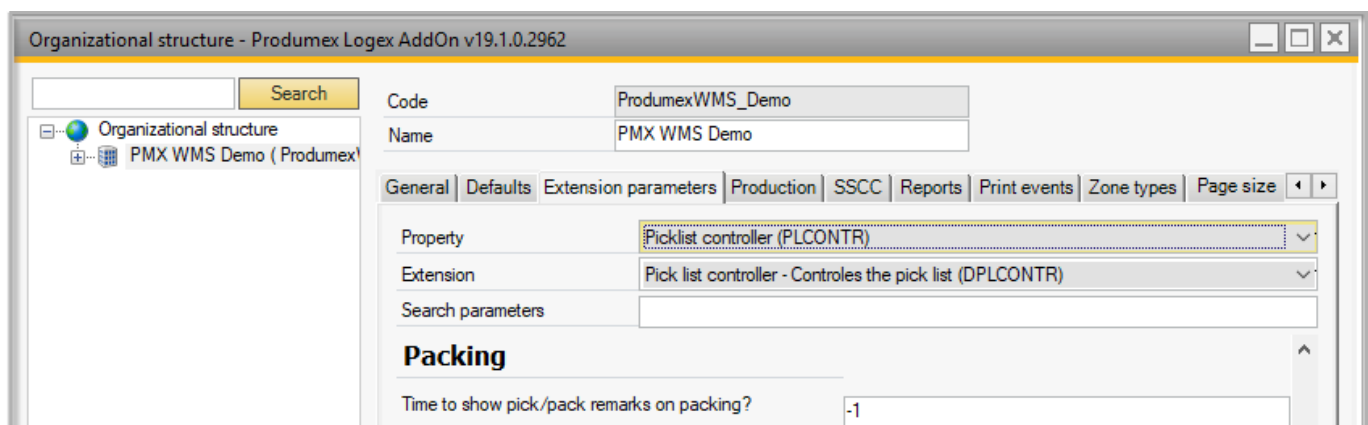 Organizational structure - Produmex Logex AddOn v19.1.0.2962
Search
Organizational structure
PMX WMS Demo ( Produmex
Code ProdumexWMS_Demo
Name PMX WMS Demo
General Defaults Extension parameters Production SSCC Reports Print events Zone types Page size
Property Picklist controller (PLCONTR)
Extension Pick list controller - Controles the pick list (DPLCONTR)
Search parameters
Packing
Time to show pick/pack remarks on packing? -1